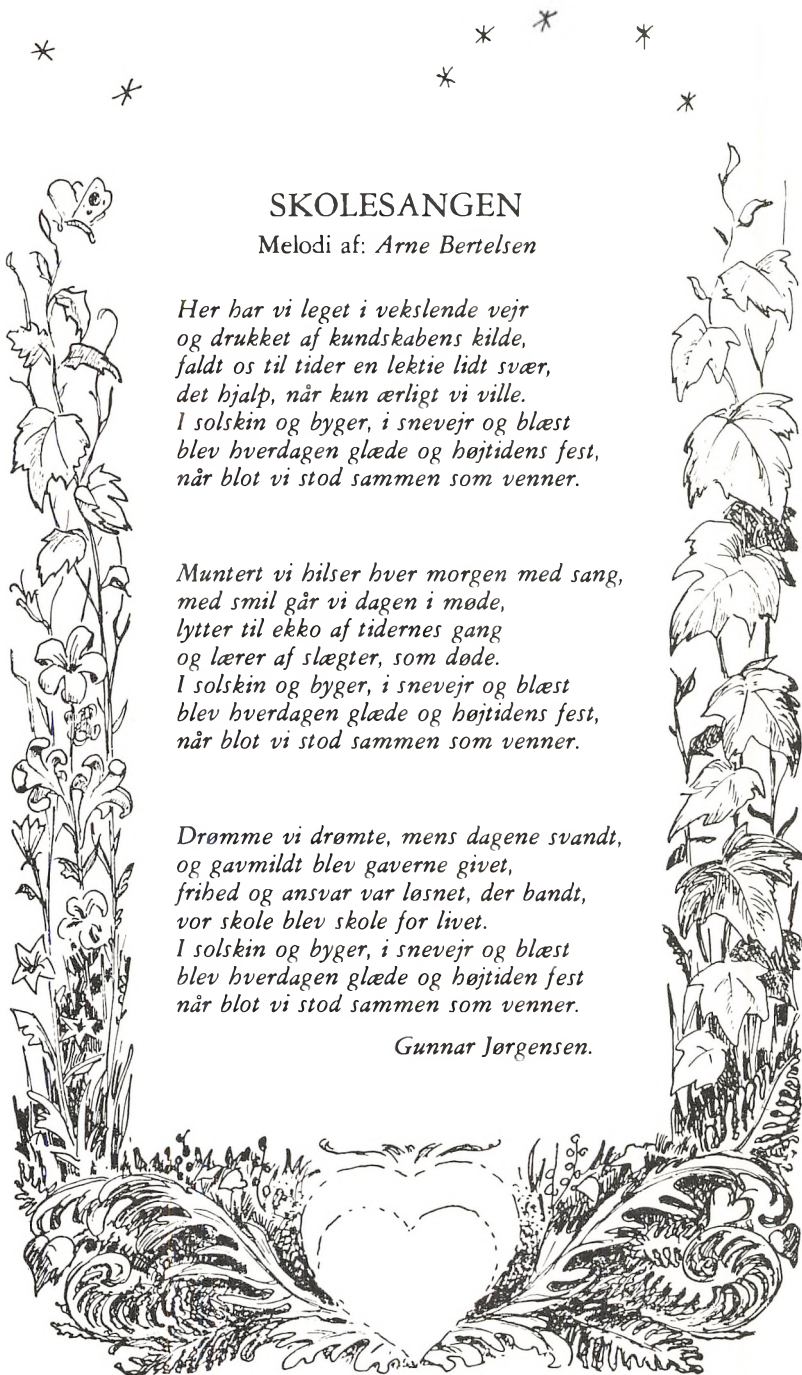 SKOLESANGEN
Melodi af: Arne Bertelsen
Her har vi leget i vekslende vejr
og drukket af kundskabens kilde,
faldt os til tider en lektie lidt svær,
det hjalp, når kun ærligt vi ville.
I solskin og byger, i snevejr og blæst
blev hverdagen glæde og højtidens fest,
når blot vi stod sammen som venner.
Muntert vi hilser hver morgen med sang,
med smil går vi dagen i møde,
lytter til ekko af tidernes gang
og lærer af slægter, som døde.
I solskin og byger, i snevejr og blæst
blev hverdagen glæde og højtidens fest,
når blot vi stod sammen som venner.
Drømme vi drømte, mens dagene svandt,
og gavmildt blev gaverne givet,
frihed og ansvar var løsnet, der bandt,
vor skole blev skole for livet.
I solskin og byger, i snevejr og blæst
blev hverdagen glæde og højtiden fest
når blot vi stod sammen som venner.
Gunnar Jørgensen.